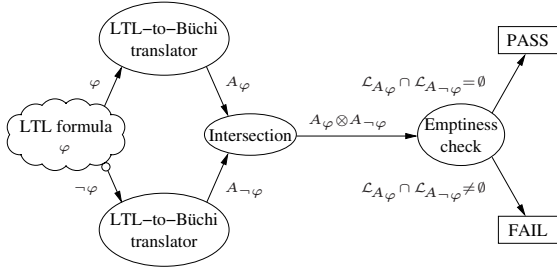 LTL−to−Büchi
translator
PASS
φ
A_φ
ℒ_{A_φ} ∩ ℒ_{A_¬φ} = ∅
LTL formula
φ
Intersection
A_φ ⊗ A_¬φ
Emptiness
check
¬φ
A_¬φ
ℒ_{A_φ} ∩ ℒ_{A_¬φ} ≠ ∅
LTL−to−Büchi
translator
FAIL